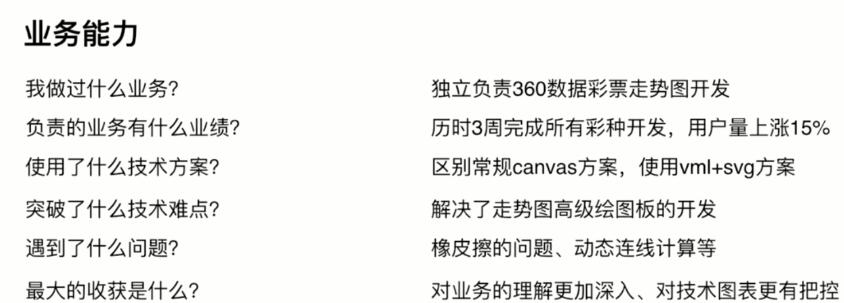 业务能力
我做过什么业务? 独立负责360数据彩票走势图开发
负责的业务有什么业绩? 历时3周完成所有彩种开发，用户量上涨15%
使用了什么技术方案? 区别常规canvas方案，使用vml+svg方案
突破了什么技术难点? 解决了走势图高级绘图板的开发
遇到了什么问题? 橡皮擦的问题、动态连线计算等
最大的收获是什么? 对业务的理解更加深入、对技术图表更有把控